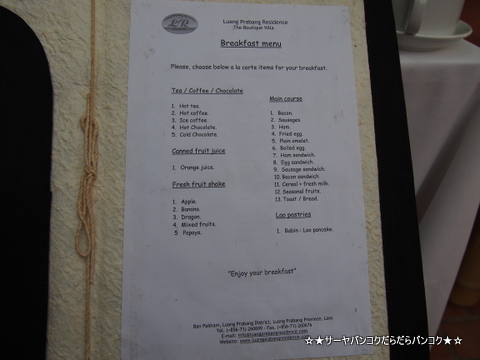 LR
Luang Prabang Residence
The Boutique Villa
Breakfast menu
Please, choose below a la carte items for your breakfast.
Tea / Coffee / Chocolate
1. Hot tea.
2. Hot coffee.
3. Ice coffee.
4. Hot Chocolate.
5. Cold Chocolate.
Canned fruit juice
1. Orange juice.
Fresh fruit shake
1. Apple.
2. Banana.
3. Dragon.
4. Mixed fruits.
5 Papaya.
Main course
1. Bacon.
2. Sausages
3. Ham.
4. Fried egg.
5. Plain omelet.
6. Boiled egg.
7. Ham sandwich.
8. Egg sandwich.
9. Sausage sandwich.
10. Bacon sandwich.
11. Cereal + fresh milk.
12. Seasonal fruits.
13. Toast / Bread.
Lao pastries
1. Babin : Lao pancake.
"Enjoy your breakfast"
Ban Pakham, Luang Prabang District, Luang Prabang Province, Laos
☆★★サーヤバンコクだらだらバンコク★☆